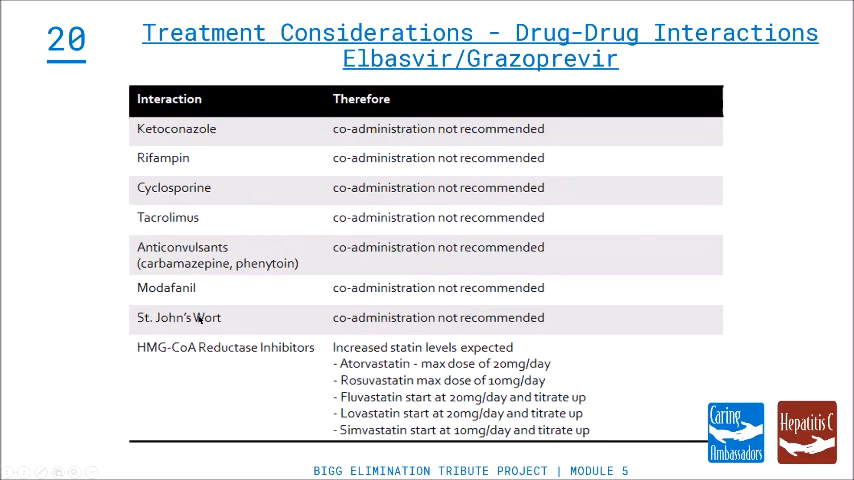 20
Treatment Considerations - Drug-Drug Interactions
Elbasvir/Grazoprevir
Interaction Therefore
Ketoconazole co-administration not recommended
Rifampin co-administration not recommended
Cyclosporine co-administration not recommended
Tacrolimus co-administration not recommended
Anticonvulsants co-administration not recommended
(carbamazepine, phenytoin)
Modafanil co-administration not recommended
St. John's Wort co-administration not recommended
HMG-CoA Reductase Inhibitors Increased statin levels expected
- Atorvastatin - max dose of 20mg/day
- Rosuvastatin max dose of 10mg/day
- Fluvastatin start at 20mg/day and titrate up
- Lovastatin start at 20mg/day and titrate up
- Simvastatin start at 10mg/day and titrate up
Caring
Ambassadors
Hepatitis C
BIGG ELIMINATION TRIBUTE PROJECT | MODULE 5